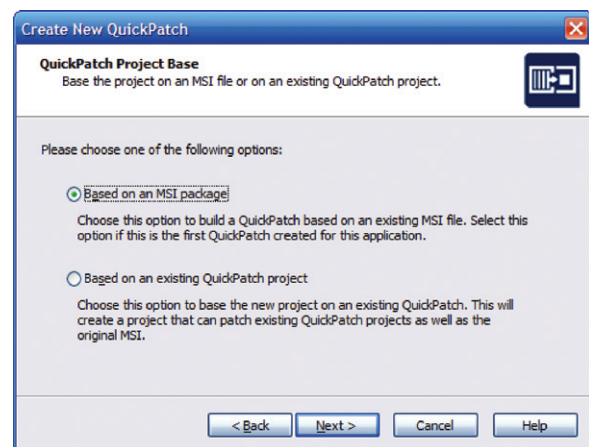 Create New QuickPatch
QuickPatch Project Base
Base the project on an MSI file or on an existing QuickPatch project.
Please choose one of the following options:
Based on an MSI package
Choose this option to build a QuickPatch based on an existing MSI file. Select this
option if this is the first QuickPatch created for this application.
Based on an existing QuickPatch project
Choose this option to base the new project on an existing QuickPatch. This will
create a project that can patch existing QuickPatch projects as well as the
original MSI.
< Back Next > Cancel Help